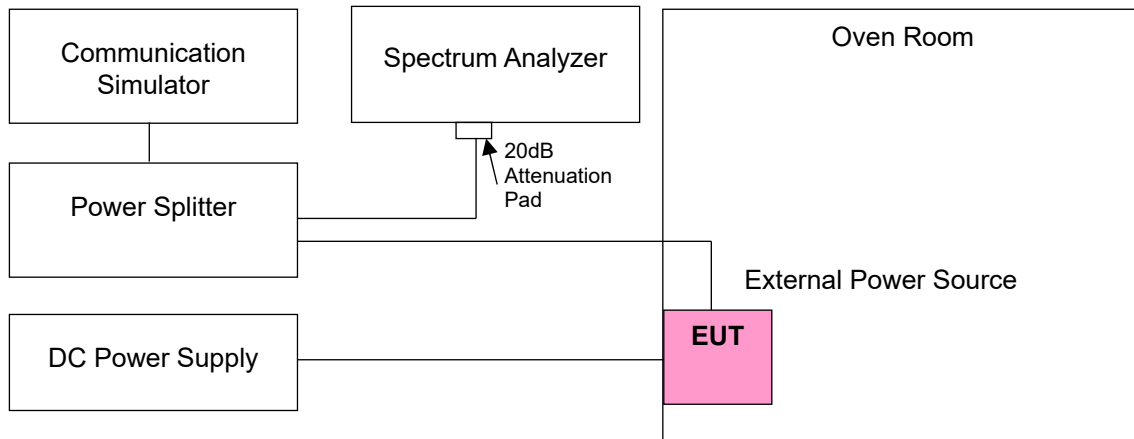 Communication
Simulator
Spectrum Analyzer
Oven Room
20dB
Attenuation
Pad
Power Splitter
External Power Source
EUT
DC Power Supply